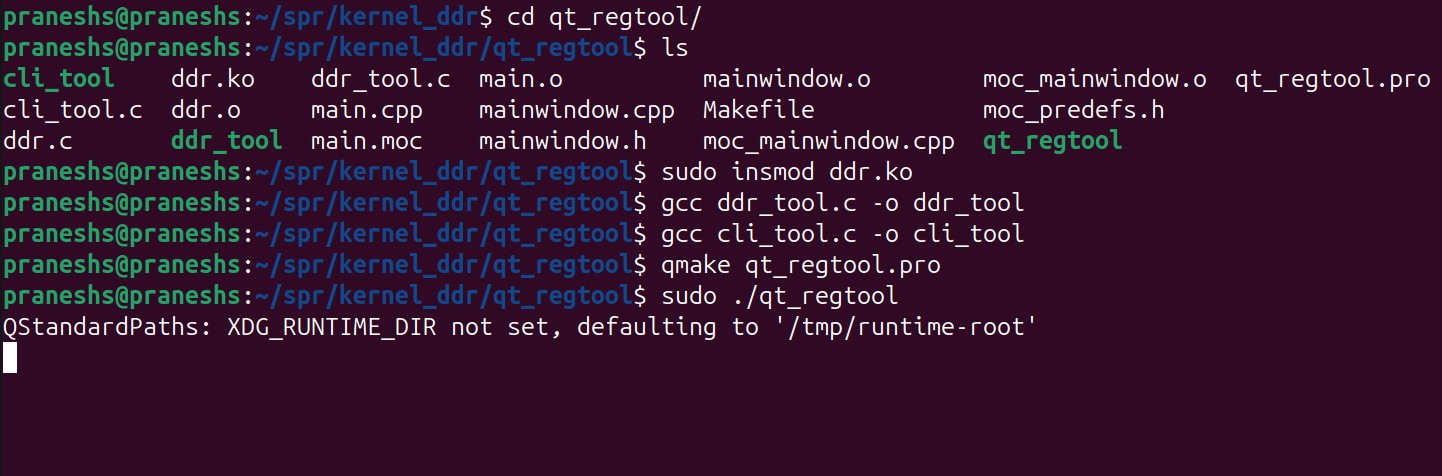 praneshs@praneshs:~/spr/kernel_ddr$ cd qt_regtool/
praneshs@praneshs:~/spr/kernel_ddr/qt_regtool$ ls
cli_tool    ddr.ko    ddr_tool.c  main.o          mainwindow.o        moc_mainwindow.o  qt_regtool.pro
cli_tool.c  ddr.o     main.cpp    mainwindow.cpp  Makefile            moc_predefs.h
ddr.c       ddr_tool  main.moc    mainwindow.h    moc_mainwindow.cpp  qt_regtool
praneshs@praneshs:~/spr/kernel_ddr/qt_regtool$ sudo insmod ddr.ko
praneshs@praneshs:~/spr/kernel_ddr/qt_regtool$ gcc ddr_tool.c -o ddr_tool
praneshs@praneshs:~/spr/kernel_ddr/qt_regtool$ gcc cli_tool.c -o cli_tool
praneshs@praneshs:~/spr/kernel_ddr/qt_regtool$ qmake qt_regtool.pro
praneshs@praneshs:~/spr/kernel_ddr/qt_regtool$ sudo ./qt_regtool
QStandardPaths: XDG_RUNTIME_DIR not set, defaulting to '/tmp/runtime-root'